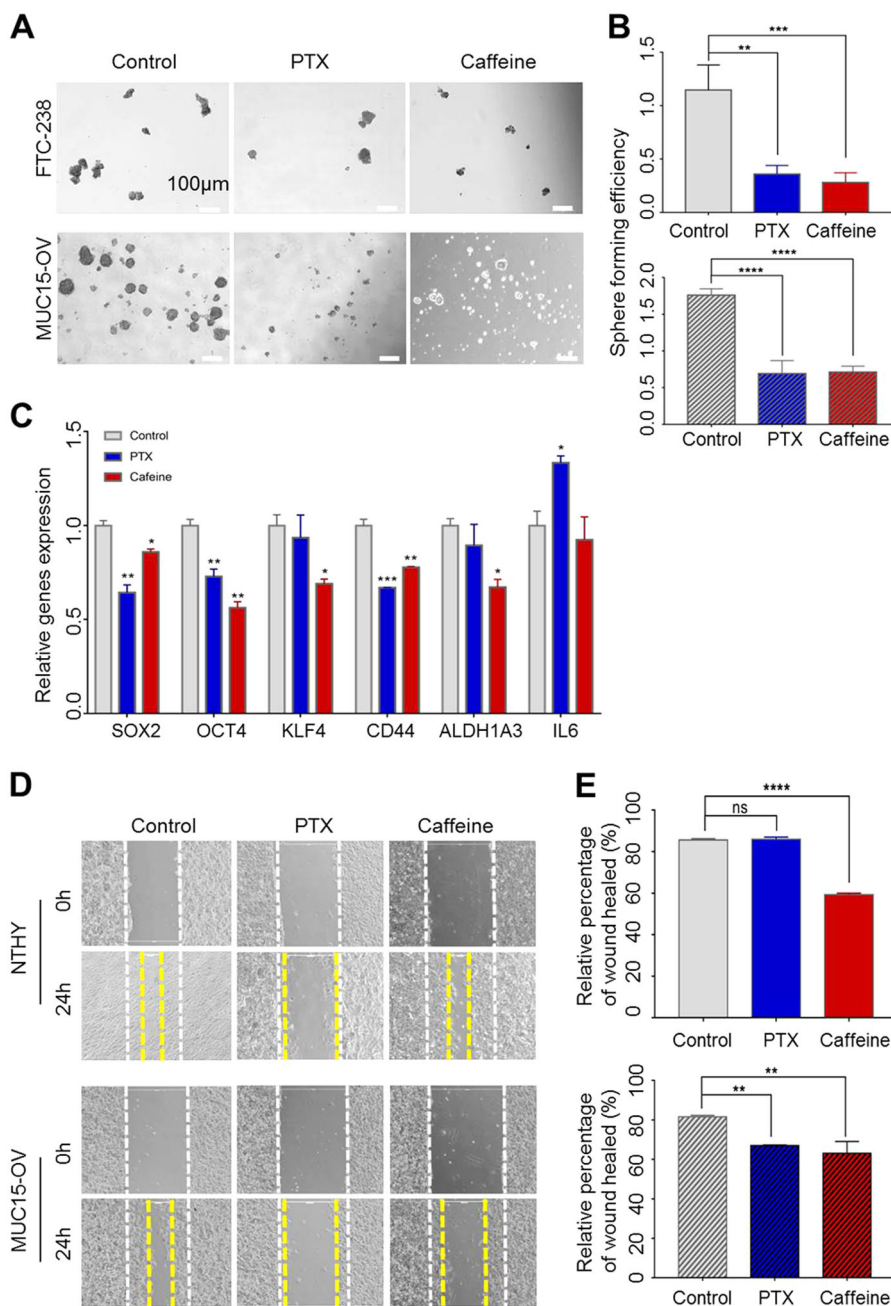 A
Control
PTX
Caffeine
FTC-238
100μm
MUC15-OV
B
Sphere forming efficiency
1.5
1.0
0.5
0.0
***
**
Control
PTX
Caffeine
2.0
1.5
1.0
0.5
0.0
****
****
Control
PTX
Caffeine
C
Relative genes expression
1.5
1.0
0.5
0.0
Control
PTX
Cafeine
**
*
**
**
*
***
**
*
*
SOX2
OCT4
KLF4
CD44
ALDH1A3
IL6
D
Control
PTX
Caffeine
NTHY
0h
24h
MUC15-OV
0h
24h
E
Relative percentage
of wound healed (%)
100
80
60
40
20
0
****
ns
Control
PTX
Caffeine
Relative percentage
of wound healed (%)
100
80
60
40
20
0
**
**
Control
PTX
Caffeine